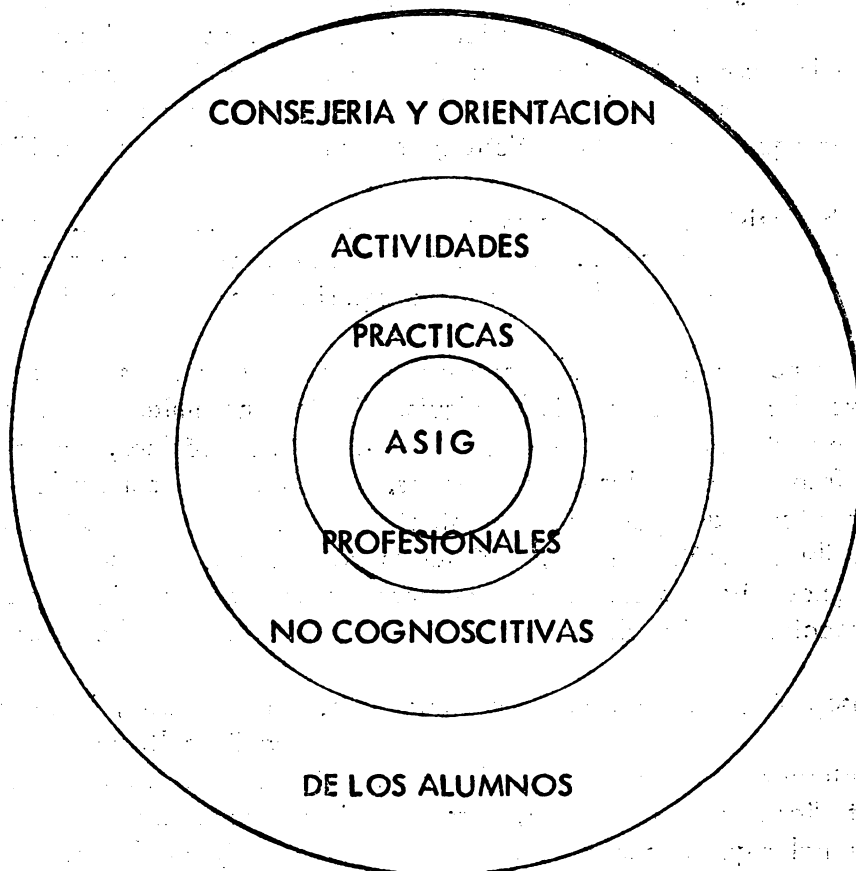 CONSEJERIA Y ORIENTACION
ACTIVIDADES
PRACTICAS
ASIG
PROFESIONALES
NO COGNOSCITIVAS
DE LOS ALUMNOS